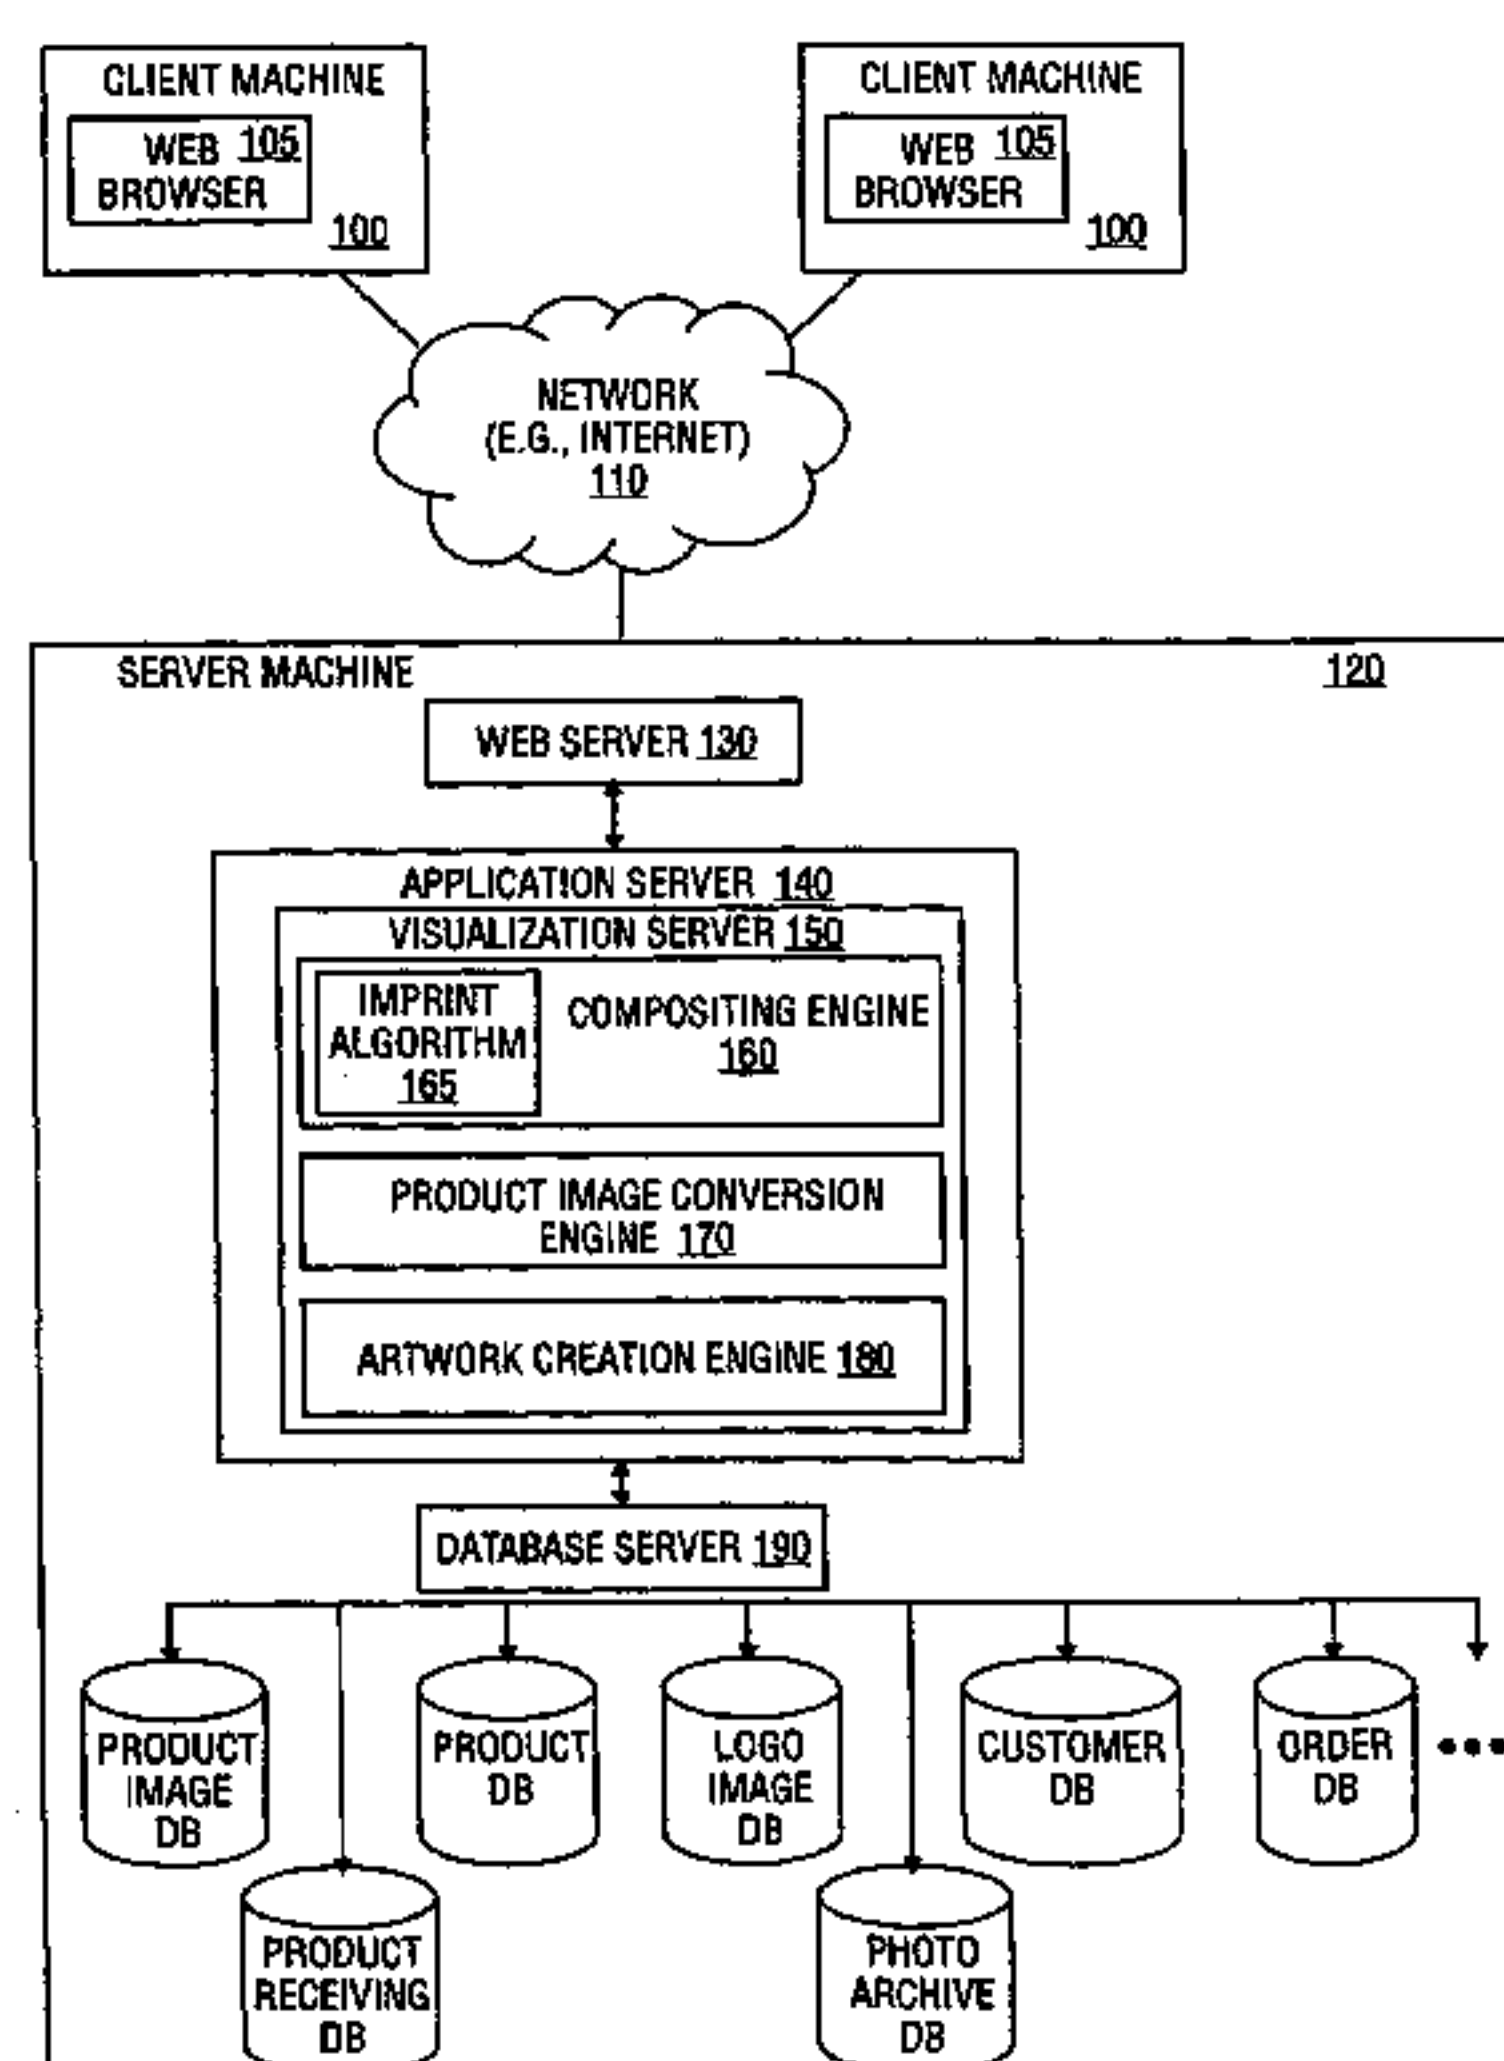 CLIENT MACHINE
WEB 105
BROWSER
100
CLIENT MACHINE
WEB 105
BROWSER
100
NETWORK
(E.G., INTERNET)
110
SERVER MACHINE
120
WEB SERVER 130
APPLICATION SERVER 140
VISUALIZATION SERVER 150
IMPRINT
ALGORITHM
165
COMPOSITING ENGINE
160
PRODUCT IMAGE CONVERSION
ENGINE 170
ARTWORK CREATION ENGINE 180
DATABASE SERVER 190
PRODUCT
IMAGE
DB
PRODUCT
DB
LOGO
IMAGE
DB
CUSTOMER
DB
ORDER
DB
•••
PRODUCT
RECEIVING
DB
PHOTO
ARCHIVE
DB